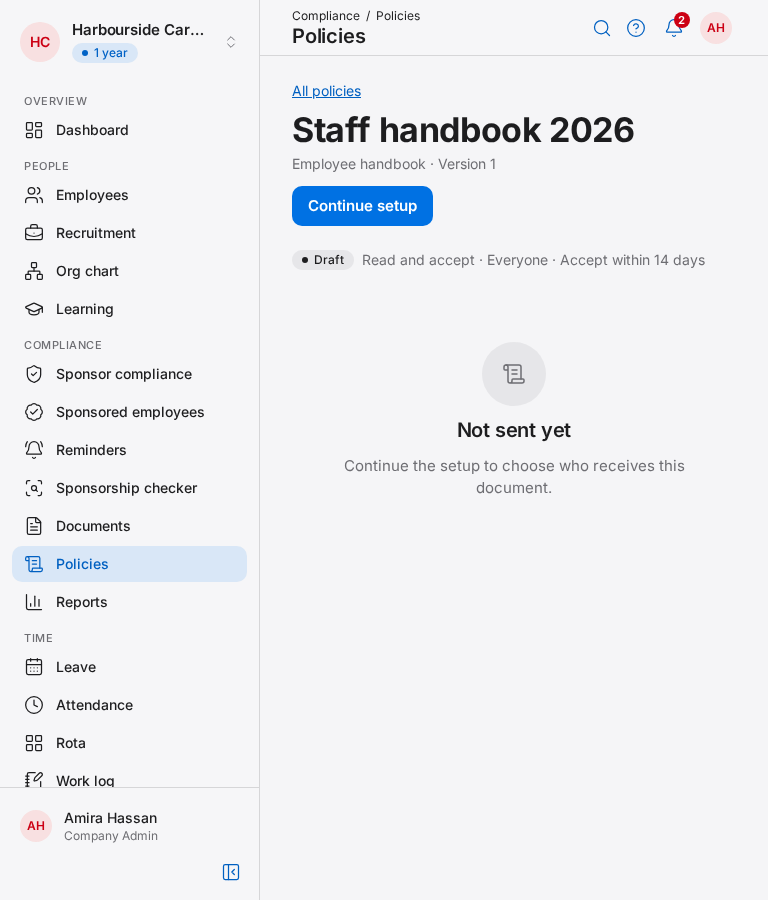 HC
Harbourside Car...
1 year
OVERVIEW
Dashboard
PEOPLE
Employees
Recruitment
Org chart
Learning
COMPLIANCE
Sponsor compliance
Sponsored employees
Reminders
Sponsorship checker
Documents
Policies
Reports
TIME
Leave
Attendance
Rota
Work log
AH
Amira Hassan
Company Admin
Compliance / Policies
Policies
2
AH
All policies
Staff handbook 2026
Employee handbook · Version 1
Continue setup
Draft
Read and accept · Everyone · Accept within 14 days
Not sent yet
Continue the setup to choose who receives this
document.